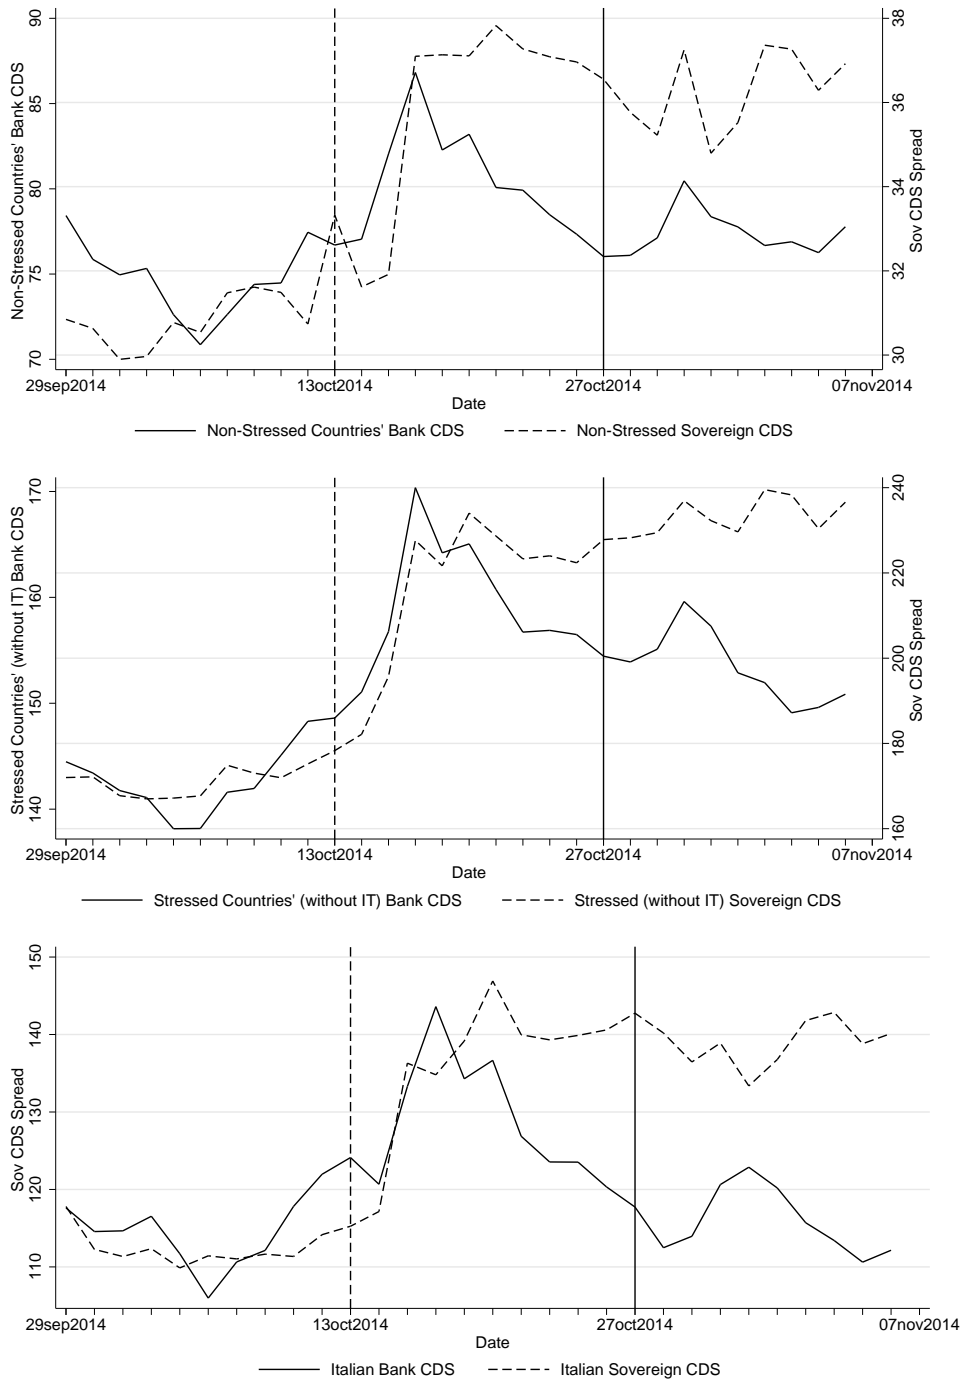 Non-Stressed Countries' Bank CDS
90
85
80
75
70
38
36
34
32
30
Sov CDS Spread
29sep2014 13oct2014 27oct2014 07nov2014
Date
Non-Stressed Countries' Bank CDS Non-Stressed Sovereign CDS
Stressed Countries' (without IT) Bank CDS
170
160
150
140
240
220
200
180
160
Sov CDS Spread
29sep2014 13oct2014 27oct2014 07nov2014
Date
Stressed Countries' (without IT) Bank CDS Stressed (without IT) Sovereign CDS
Sov CDS Spread
150
140
130
120
110
29sep2014 13oct2014 27oct2014 07nov2014
Date
Italian Bank CDS Italian Sovereign CDS